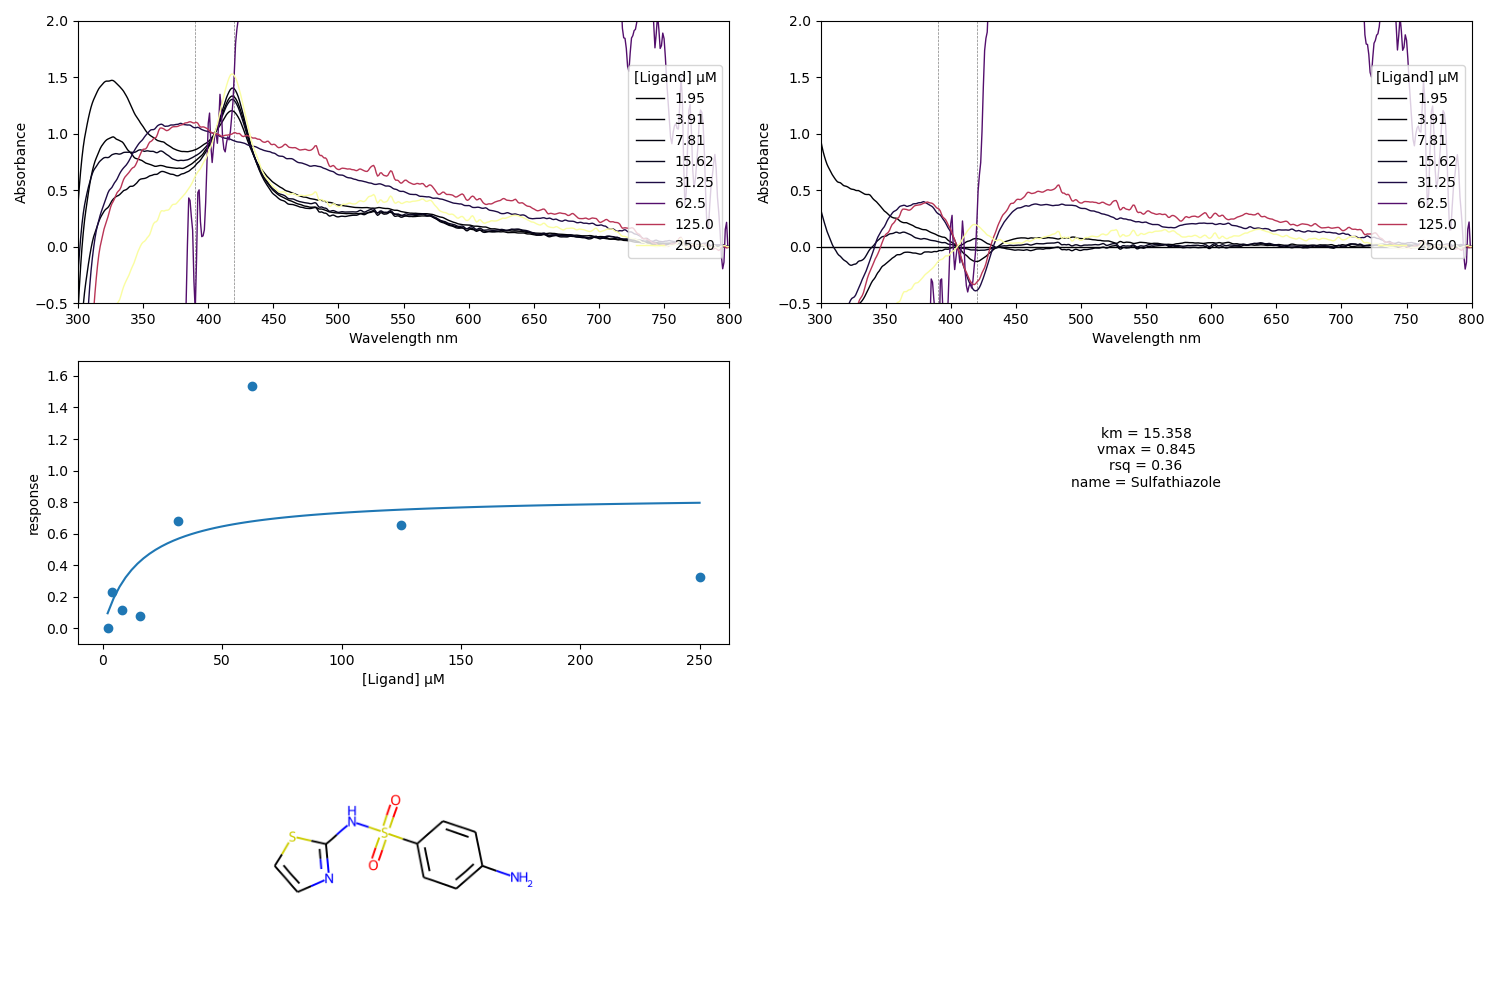 2.0
1.5
1.0
0.5
0.0
−0.5
Absorbance
300 350 400 450 500 550 600 650 700 750 800
Wavelength nm
[Ligand] µM
1.95
3.91
7.81
15.62
31.25
62.5
125.0
250.0
2.0
1.5
1.0
0.5
0.0
−0.5
Absorbance
300 350 400 450 500 550 600 650 700 750 800
Wavelength nm
[Ligand] µM
1.95
3.91
7.81
15.62
31.25
62.5
125.0
250.0
1.6
1.4
1.2
1.0
0.8
0.6
0.4
0.2
0.0
response
0 50 100 150 200 250
[Ligand] µM
km = 15.358
vmax = 0.845
rsq = 0.36
name = Sulfathiazole
S
N
H
N
S
O
O
NH2